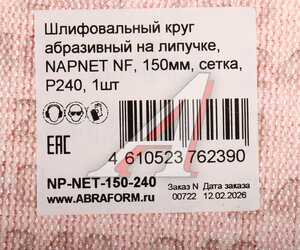 Шлифовальный круг
абразивный на липучке,
NAPNET NF, 150мм, сетка,
P240, 1шт
EAC
4 610523 762390
NP-NET-150-240
www.ABRAFORM.ru
Заказ N Дата заказа
00722 12.02.2026